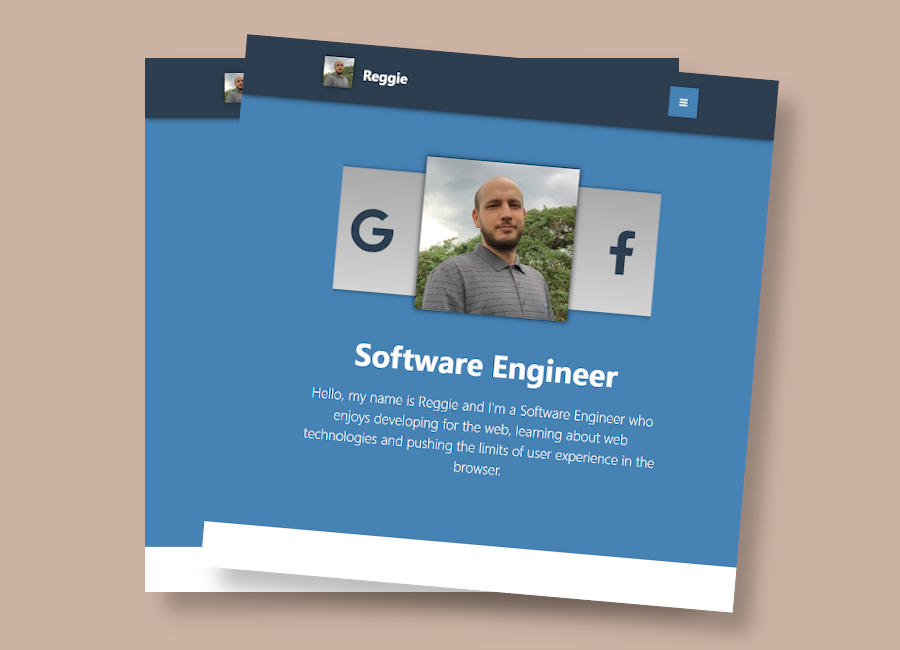 Reggie
G f
Software Engineer
Hello, my name is Reggie and I'm a Software Engineer who
enjoys developing for the web, learning about web
technologies and pushing the limits of user experience in the
browser.